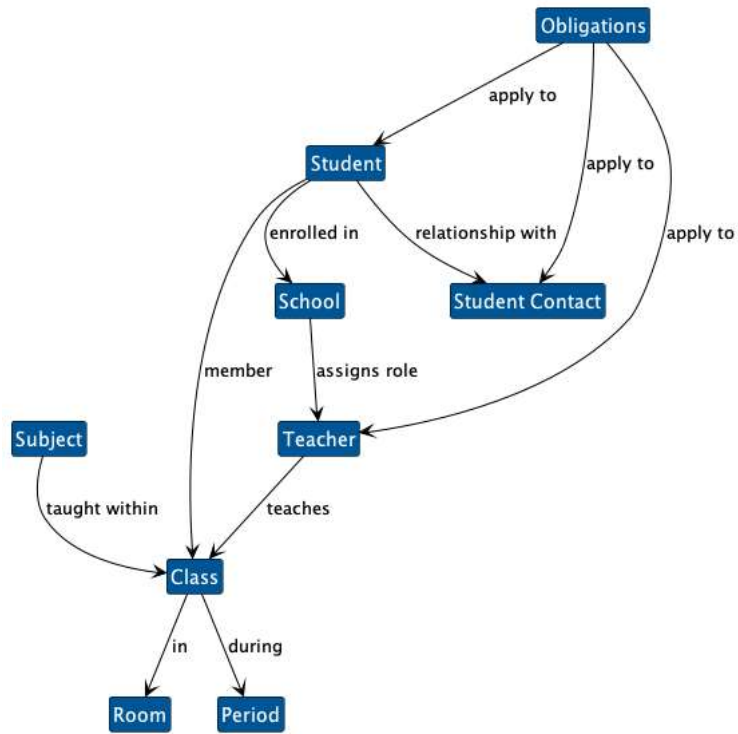 Obligations
apply to
Student
apply to
enrolled in
relationship with
apply to
School
Student Contact
member
assigns role
Subject
Teacher
taught within
teaches
Class
in
during
Room
Period